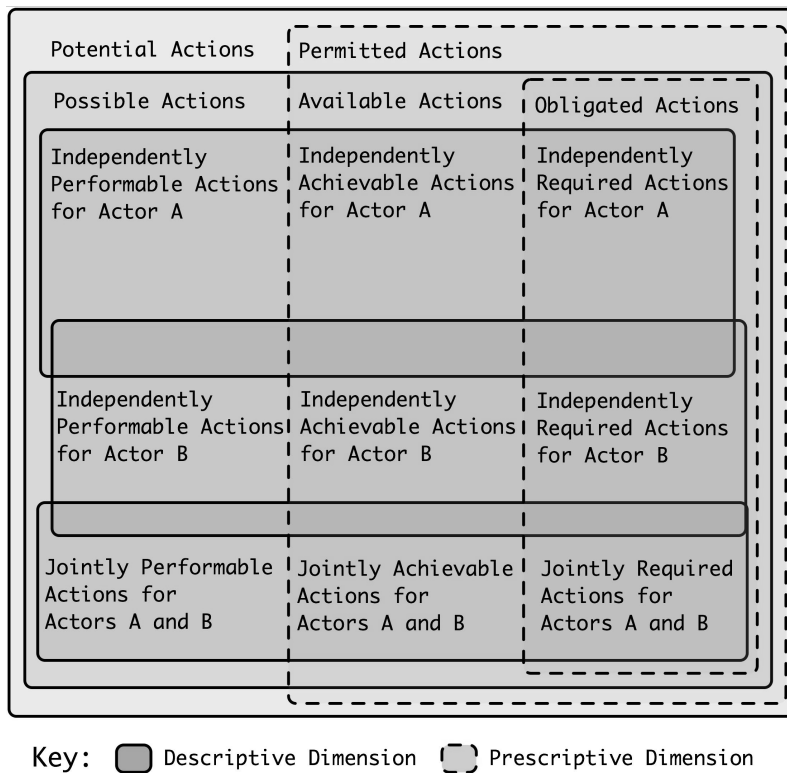 Potential Actions
Permitted Actions
Possible Actions
Available Actions
Obligated Actions
Independently
Performable Actions
for Actor A
Independently
Achievable Actions
for Actor A
Independently
Required Actions
for Actor A
Independently
Performable Actions
for Actor B
Independently
Achievable Actions
for Actor B
Independently
Required Actions
for Actor B
Jointly Performable
Actions for
Actors A and B
Jointly Achievable
Actions for
Actors A and B
Jointly Required
Actions for
Actors A and B
Key:
Descriptive Dimension
Prescriptive Dimension